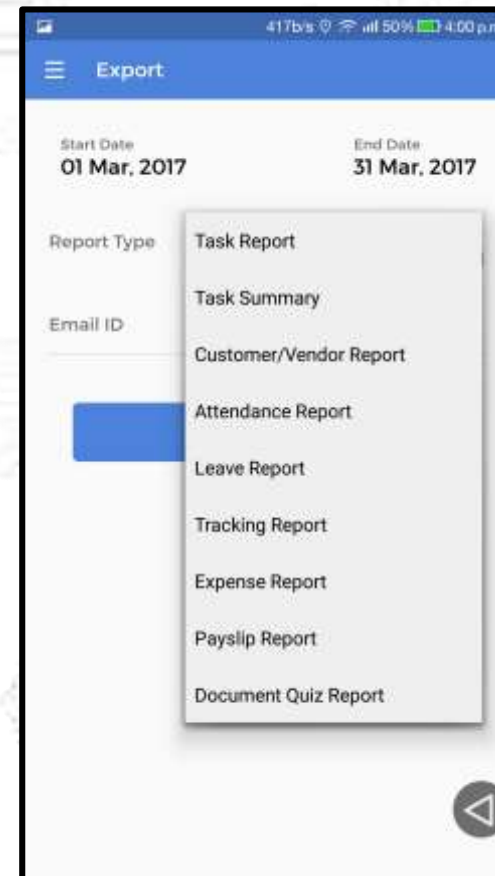 417b/s 50% 4:00 p.m
Export
Start Date End Date
01 Mar, 2017 31 Mar, 2017
Report Type
Task Report
Task Summary
Email ID
Customer/Vendor Report
Attendance Report
Leave Report
Tracking Report
Expense Report
Payslip Report
Document Quiz Report